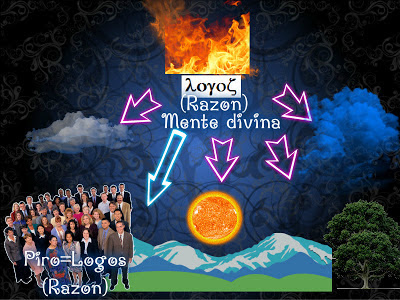 λογοζ
(Razon)
Mente divina
Piro=Logos
(Razon)